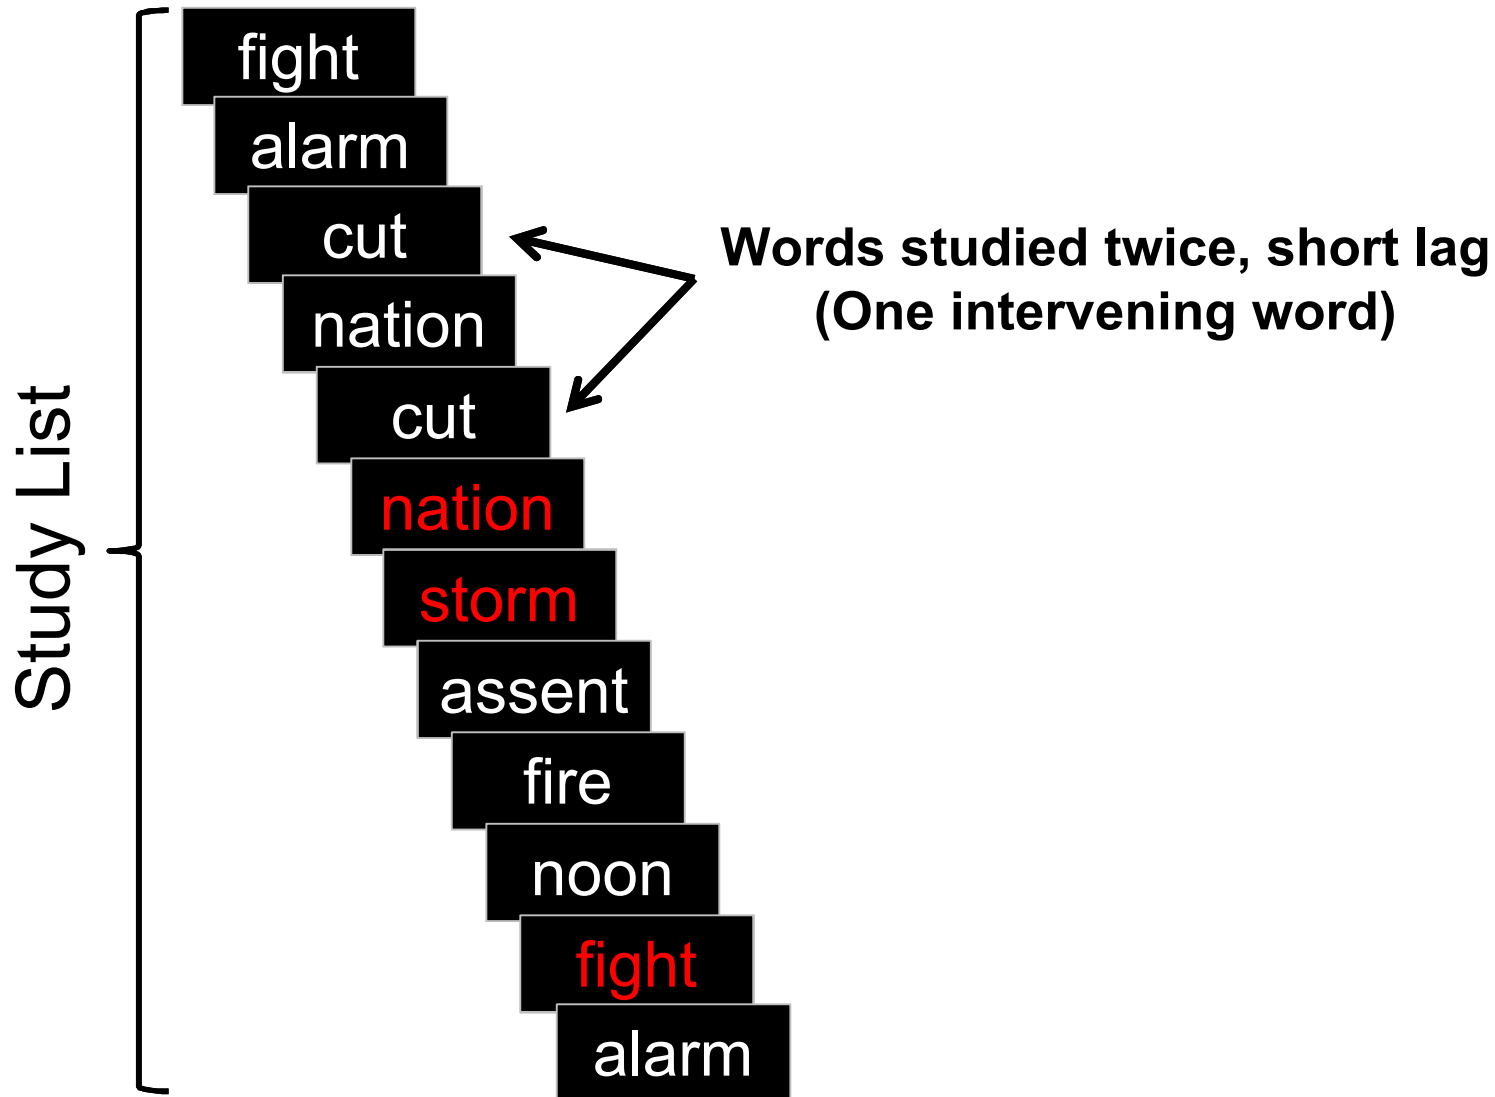 Study List
fight
alarm
cut
nation
cut
nation
storm
assent
fire
noon
fight
alarm
Words studied twice, short lag
(One intervening word)